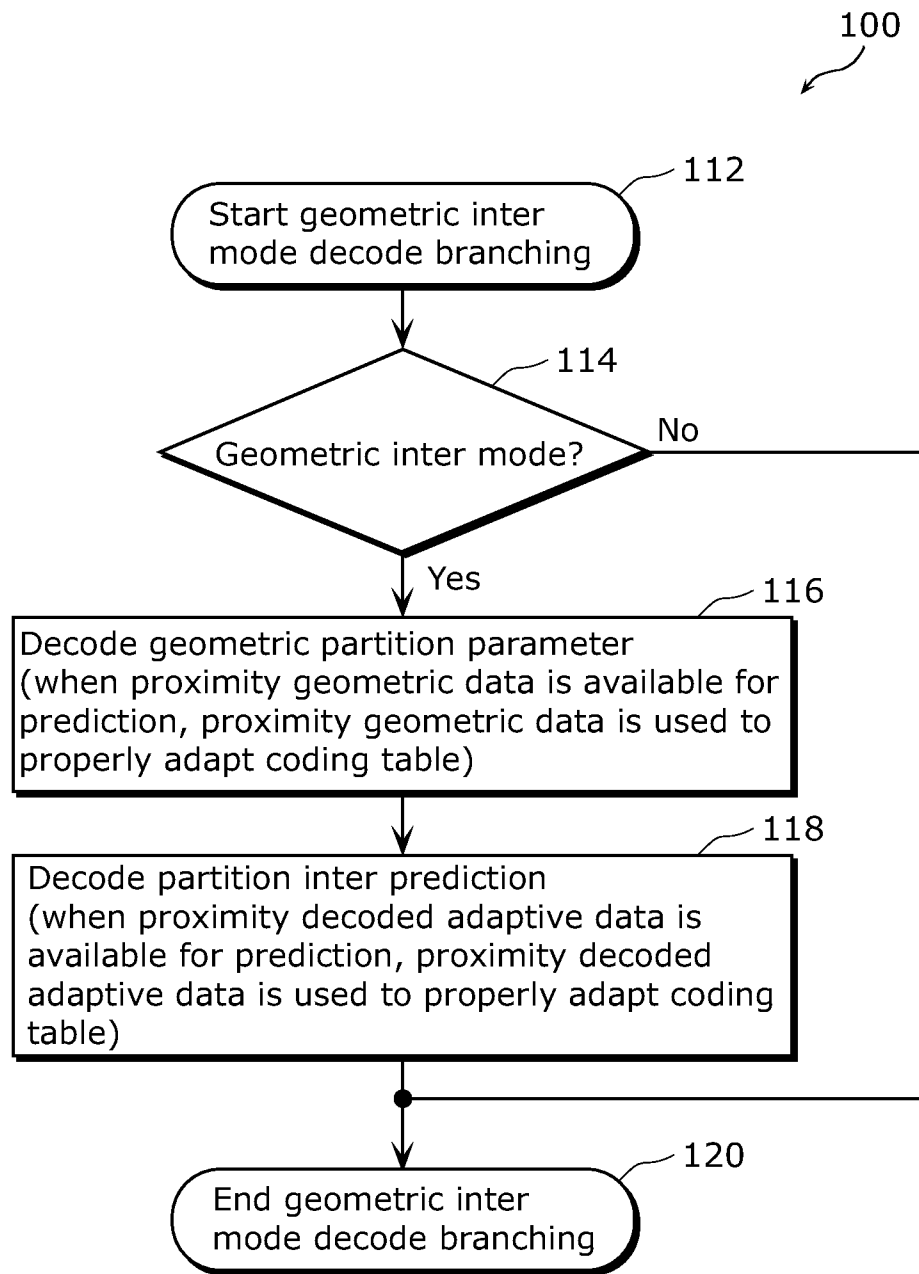 100
112
Start geometric inter
mode decode branching
114
Geometric inter mode?
No
Yes
116
Decode geometric partition parameter
(when proximity geometric data is available for
prediction, proximity geometric data is used to
properly adapt coding table)
118
Decode partition inter prediction
(when proximity decoded adaptive data is
available for prediction, proximity decoded
adaptive data is used to properly adapt coding
table)
120
End geometric inter
mode decode branching